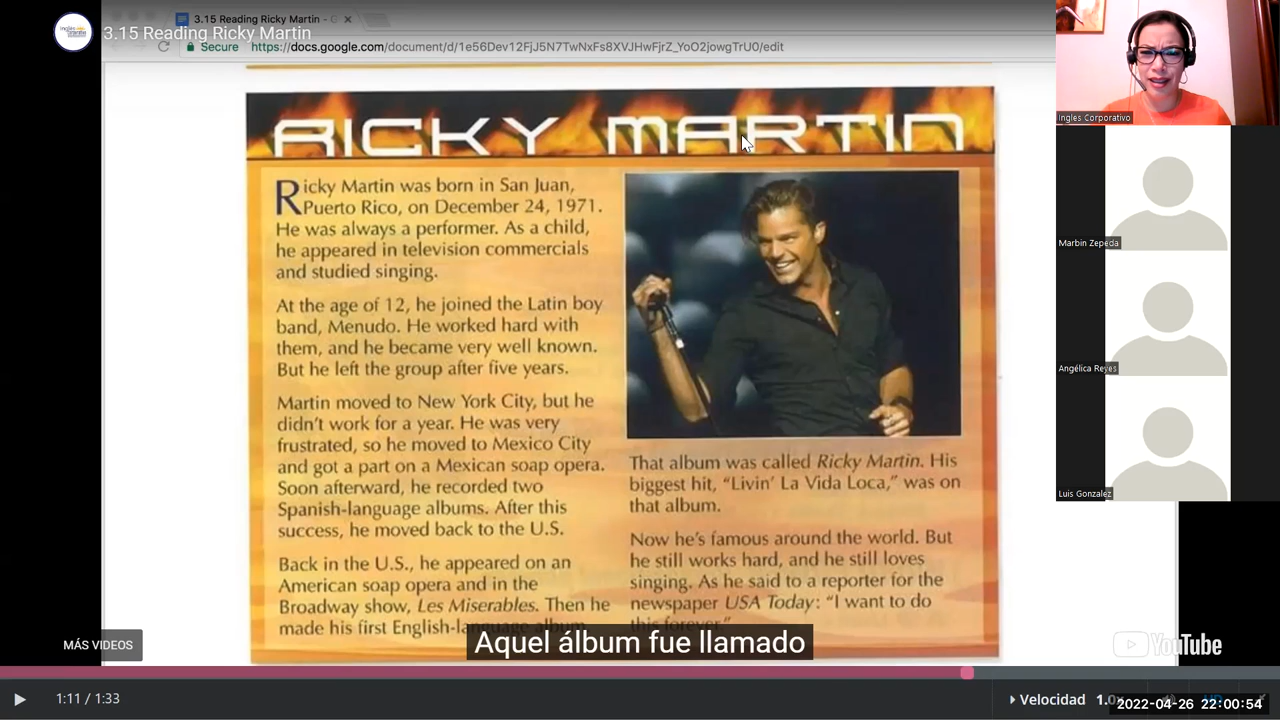 3.15 Reading Ricky Martin - G
3.15 Reading Ricky Martin
Secure https://docs.google.com/document/d/1e56Dev12FjJ5N7TwNxFs8XVJHwFjrZ_YoO2jowgTrU0/edit
RICKY MARTIN
Ricky Martin was born in San Juan,
Puerto Rico, on December 24, 1971.
He was always a performer. As a child,
he appeared in television commercials
and studied singing.
At the age of 12, he joined the Latin boy
band, Menudo. He worked hard with
them, and he became very well known.
But he left the group after five years.
Martin moved to New York City, but he
didn't work for a year. He was very
frustrated, so he moved to Mexico City
and got a part on a Mexican soap opera.
Soon afterward, he recorded two
Spanish-language albums. After this
success, he moved back to the U.S.
Back in the U.S., he appeared on an
American soap opera and in the
Broadway show, Les Miserables. Then he
made his first English-language album.
That album was called Ricky Martin. His
biggest hit, "Livin' La Vida Loca," was on
that album.
Now he's famous around the world. But
he still works hard, and he still loves
singing. As he said to a reporter for the
newspaper USA Today: "I want to do
this forever."
Aquel álbum fue llamado
MÁS VIDEOS
YouTube
1:11 / 1:33
Velocidad 1.0x
HD
2022-04-26 22:00:54
Ingles Corporativo
Marbin Zepeda
Angélica Reyes
Luis Gonzalez